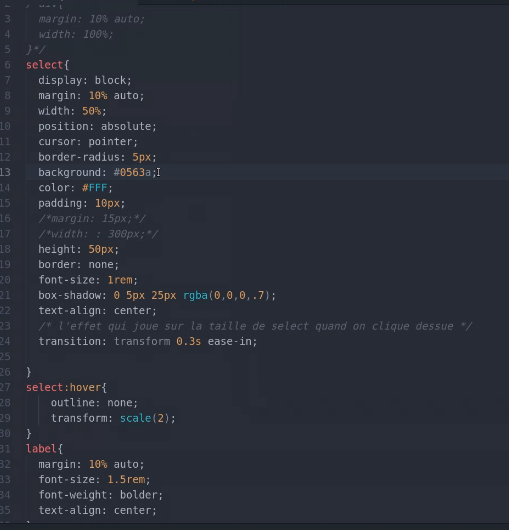 3 margin: 10% auto;
4 width: 100%;
5 }*/
6 select{
7 display: block;
8 margin: 10% auto;
9 width: 50%;
10 position: absolute;
11 cursor: pointer;
12 border-radius: 5px;
13 background: #0563a;
14 color: #FFF;
15 padding: 10px;
16 /*margin: 15px;*/
17 /*width: : 300px;*/
18 height: 50px;
19 border: none;
20 font-size: 1rem;
21 box-shadow: 0 5px 25px rgba(0,0,0,.7);
22 text-align: center;
23 /* l'effet qui joue sur la taille de select quand on clique dessue */
24 transition: transform 0.3s ease-in;
25
26 }
27 select:hover{
28 outline: none;
29 transform: scale(2);
30 }
31 label{
32 margin: 10% auto;
33 font-size: 1.5rem;
34 font-weight: bolder;
35 text-align: center;